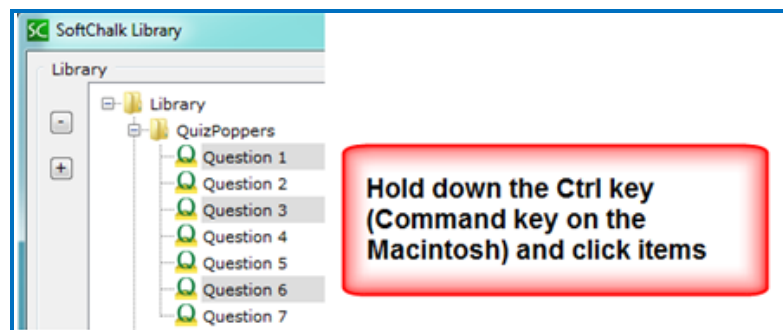 SC SoftChalk Library
Library
Library
QuizPoppers
Q Question 1
Q Question 2
Q Question 3
Q Question 4
Q Question 5
Q Question 6
Q Question 7
Hold down the Ctrl key
(Command key on the
Macintosh) and click items